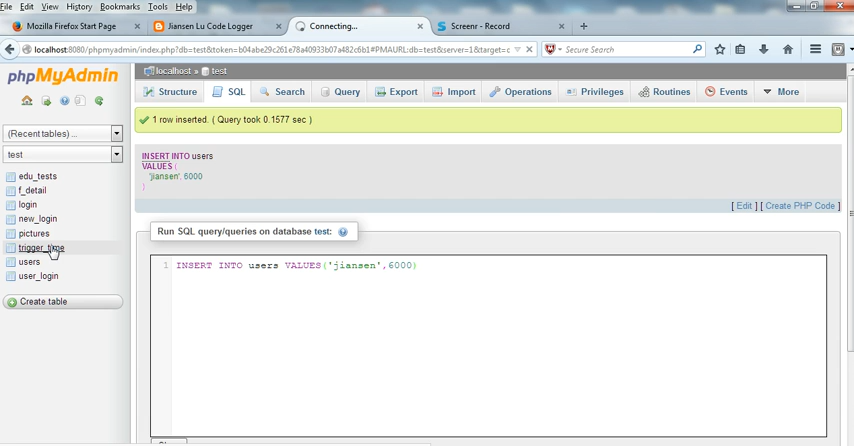 File Edit View History Bookmarks Tools Help
Mozilla Firefox Start Page
Jiansen Lu Code Logger
Connecting...
Screenr - Record
localhost:8080/phpmyadmin/index.php?db=test&token=b04abe29c261e78a40933b07a482c6b1#PMAURL:db=test&server=1&target=c
Secure Search
phpMyAdmin
localhost » test
Structure SQL Search Query Export Import Operations Privileges Routines Events More
1 row inserted. ( Query took 0.1577 sec )
(Recent tables) ...
test
edu_tests
f_detail
login
new_login
pictures
trigger_time
users
user_login
Create table
INSERT INTO users
VALUES (
'jiansen', 6000
)
[ Edit ] [ Create PHP Code ]
Run SQL query/queries on database test:
1 INSERT INTO users VALUES('jiansen',6000)